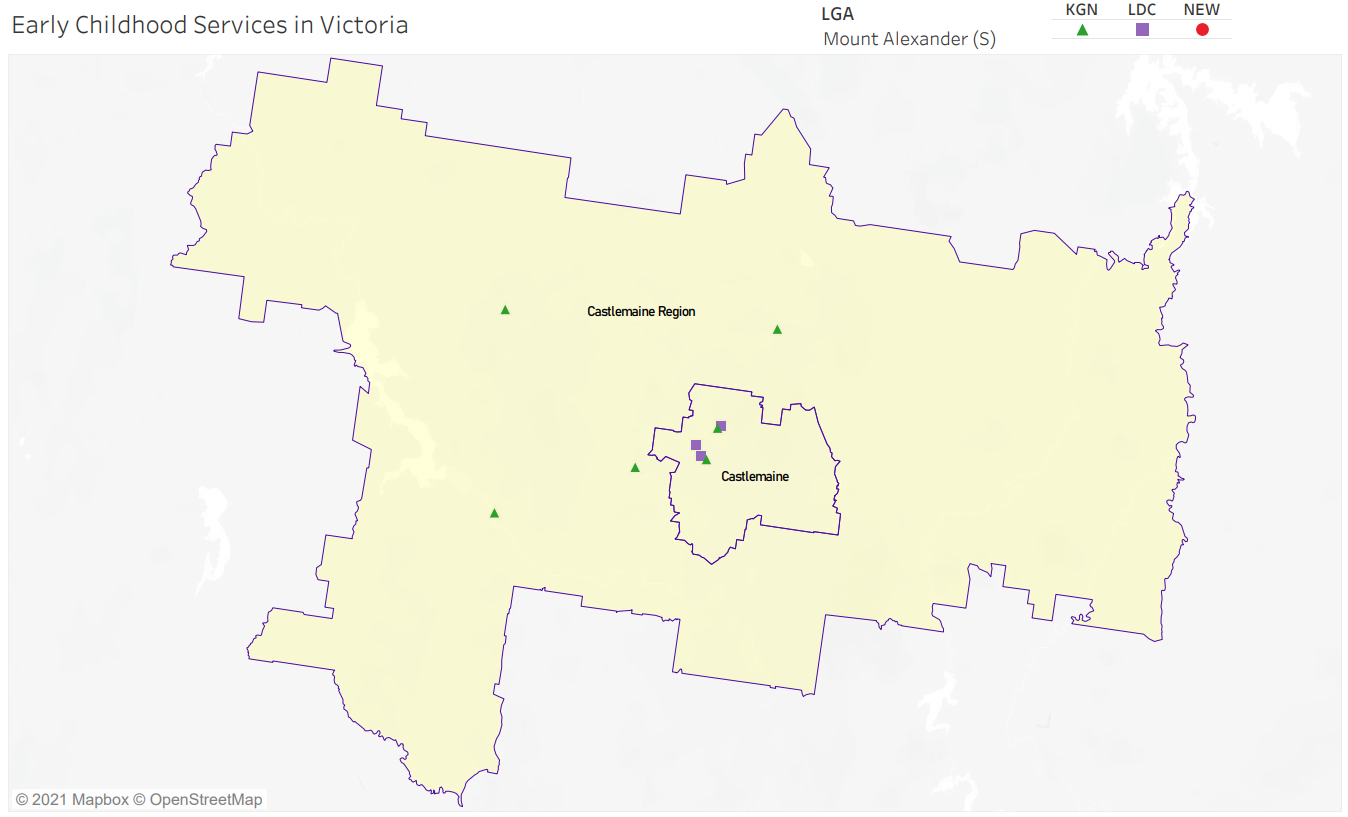 Early Childhood Services in Victoria
LGA
Mount Alexander (S)
KGN LDC NEW
Castlemaine Region
Castlemaine
© 2021 Mapbox © OpenStreetMap